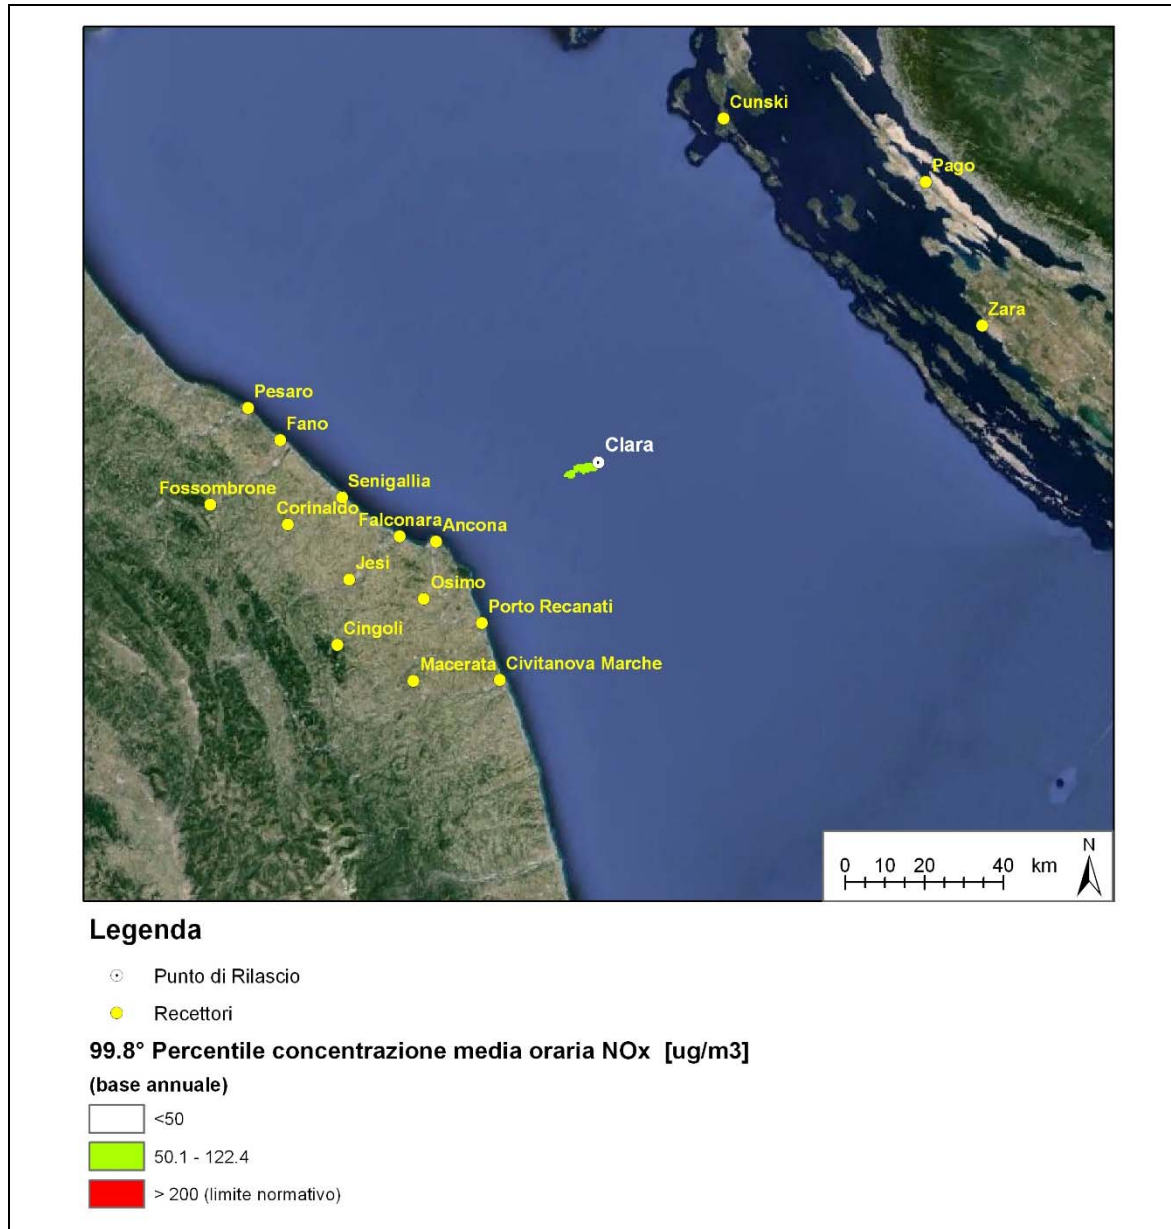 Cunski
Pago
Zara
Pesaro
Fano
Clara
Senigallia
Fossombrone
Corinaldo
Falconara
Ancona
Jesi
Osimo
Porto Recanati
Cingoli
Macerata
Civitanova Marche
N
0 10 20 40 km
Legenda
Punto di Rilascio
Recettori
99.8° Percentile concentrazione media oraria NOx [ug/m3]
(base annuale)
<50
50.1 - 122.4
> 200 (limite normativo)